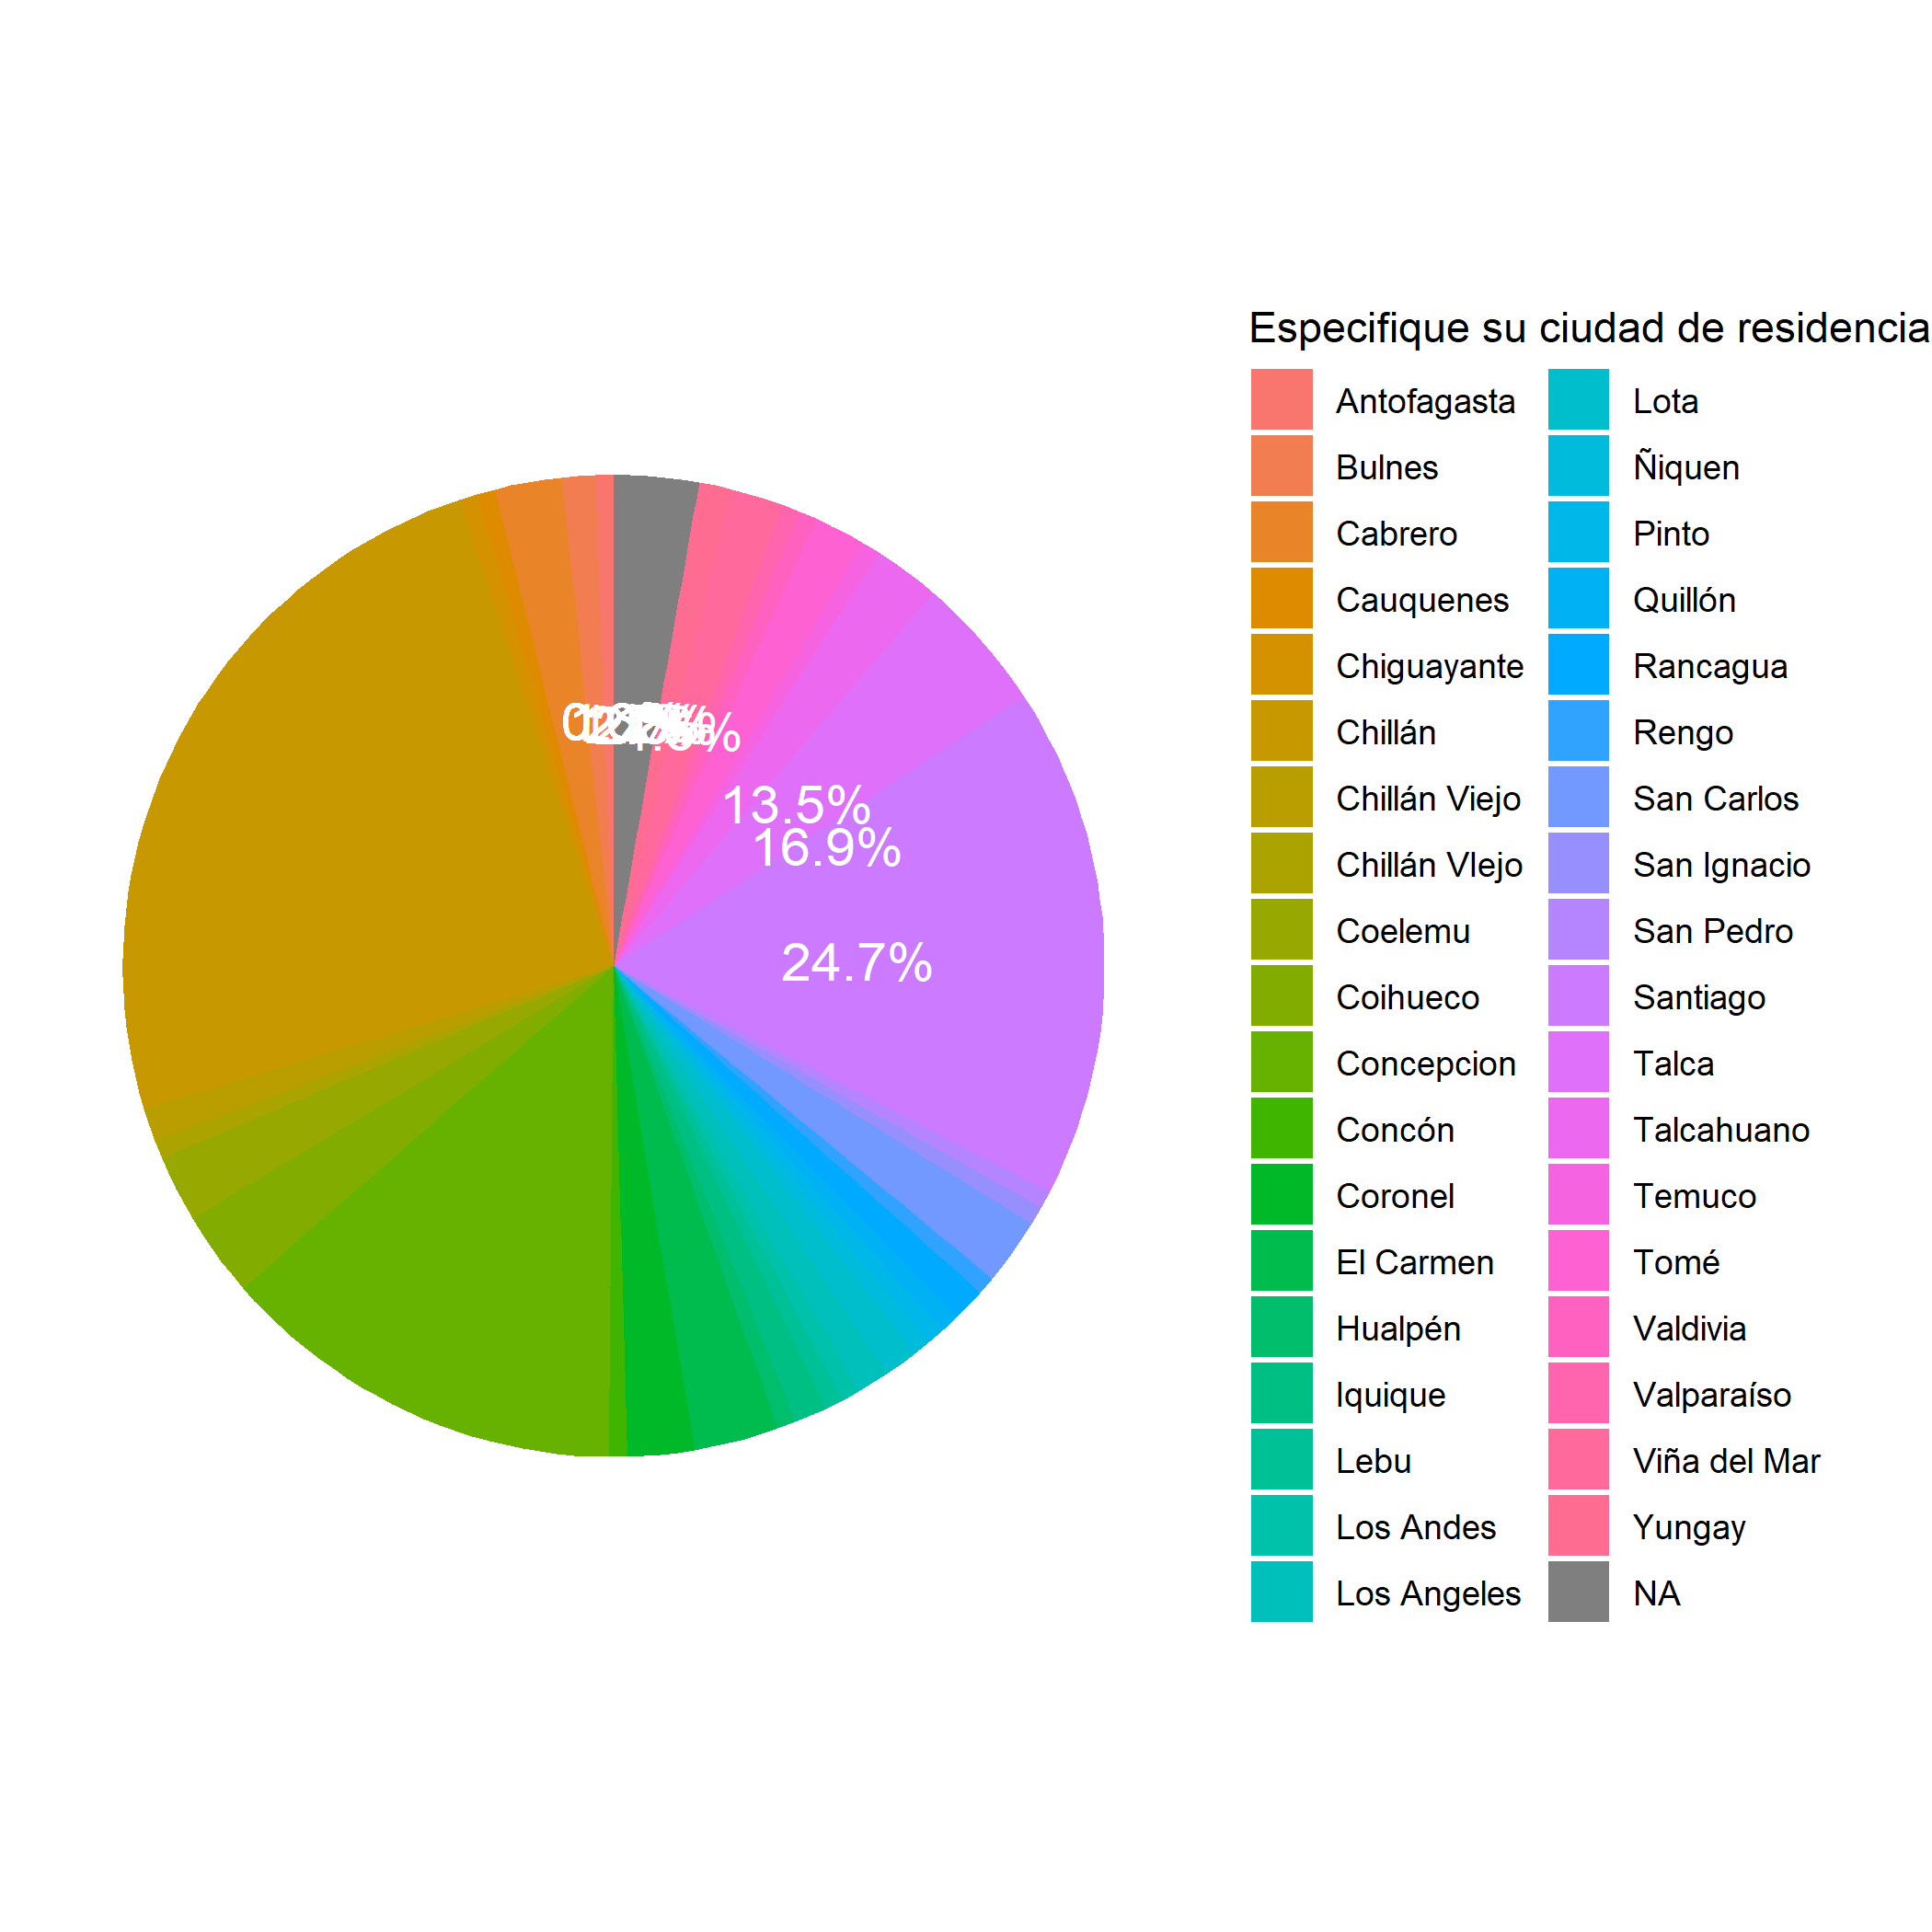 13.5%
16.9%
24.7%
Especifique su ciudad de residencia
Antofagasta
Bulnes
Cabrero
Cauquenes
Chiguayante
Chillán
Chillán Viejo
Chillán VIejo
Coelemu
Coihueco
Concepcion
Concón
Coronel
El Carmen
Hualpén
Iquique
Lebu
Los Andes
Los Angeles
Lota
Ñiquen
Pinto
Quillón
Rancagua
Rengo
San Carlos
San Ignacio
San Pedro
Santiago
Talca
Talcahuano
Temuco
Tomé
Valdivia
Valparaíso
Viña del Mar
Yungay
NA